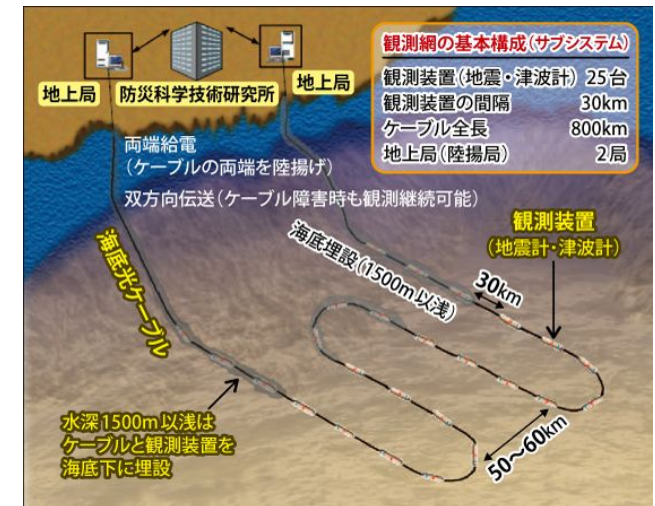 観測網の基本構成(サブシステム)
観測装置(地震・津波計) 25台
観測装置の間隔 30km
ケーブル全長 800km
地上局(陸揚局) 2局
地上局
防災科学技術研究所
地上局
両端給電
(ケーブルの両端を陸揚げ)
双方向伝送(ケーブル障害時も観測継続可能)
観測装置
(地震計・津波計)
海底埋設(1500m以浅)
30km
海底光ケーブル
水深1500m以浅は
ケーブルと観測装置を
海底下に埋設
50〜60km